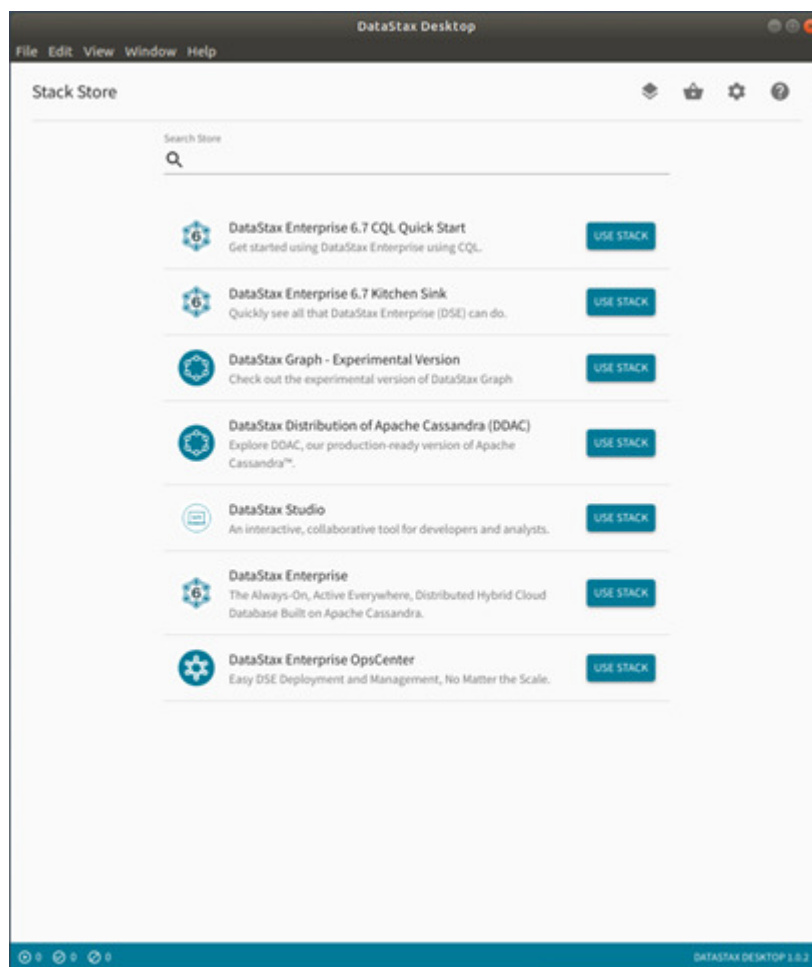 DataStax Desktop
File Edit View Window Help
Stack Store
Search Store
6
DataStax Enterprise 6.7 CQL Quick Start
Get started using DataStax Enterprise using CQL.
USE STACK
6
DataStax Enterprise 6.7 Kitchen Sink
Quickly see all that DataStax Enterprise (DSE) can do.
USE STACK
DataStax Graph - Experimental Version
Check out the experimental version of DataStax Graph
USE STACK
DataStax Distribution of Apache Cassandra (DDAC)
Explore DDAC, our production-ready version of Apache
Cassandra™.
USE STACK
DataStax Studio
An interactive, collaborative tool for developers and analysts.
USE STACK
6
DataStax Enterprise
The Always-On, Active Everywhere, Distributed Hybrid Cloud
Database Built on Apache Cassandra.
USE STACK
DataStax Enterprise OpsCenter
Easy DSE Deployment and Management, No Matter the Scale.
USE STACK
0 0 0
DATASTAX DESKTOP 1.0.2